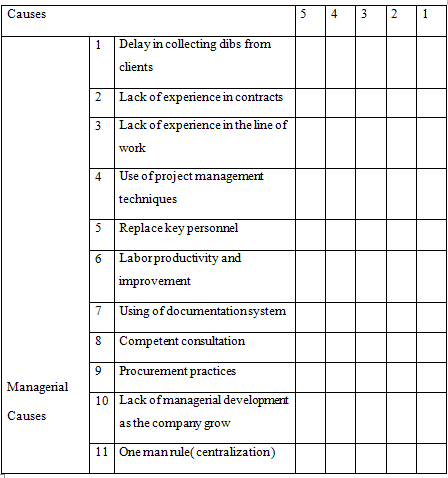 Causes 5 4 3 2 1
1 Delay in collecting dibs from
clients
2 Lack of experience in contracts
3 Lack of experience in the line of
work
4 Use of project management
techniques
5 Replace key personnel
6 Labor productivity and
improvement
7 Using of documentation system
8 Competent consultation
9 Procurement practices
Managerial
Causes
10 Lack of managerial development
as the company grow
11 One man rule( centralization )